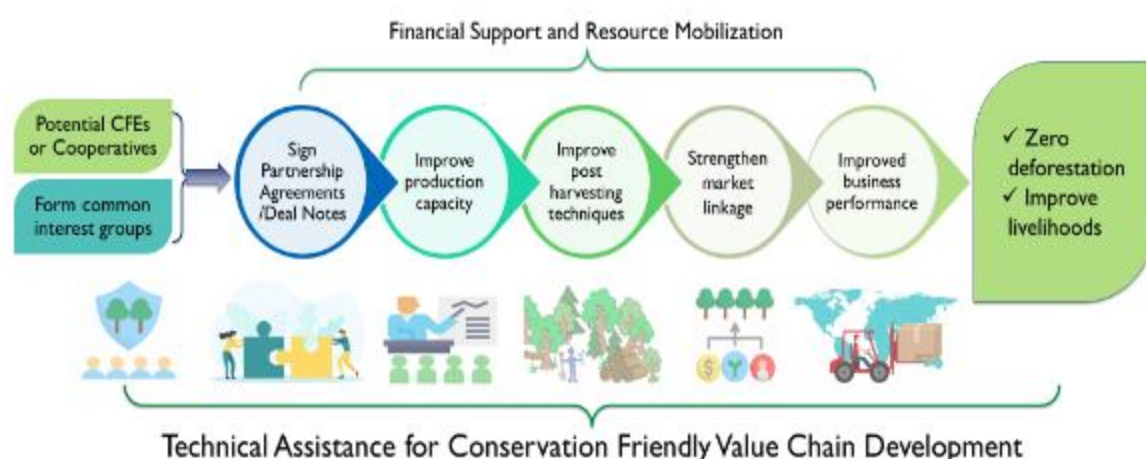 Financial Support and Resource Mobilization
Potential CFEs
or Cooperatives
Form common
interest groups
Sign
Partnership
Agreements
/Deal Notes
Improve
production
capacity
Improve
post
harvesting
techniques
Strengthen
market
linkage
Improved
business
performance
✓ Zero
deforestation
✓ Improve
livelihoods
$
Technical Assistance for Conservation Friendly Value Chain Development